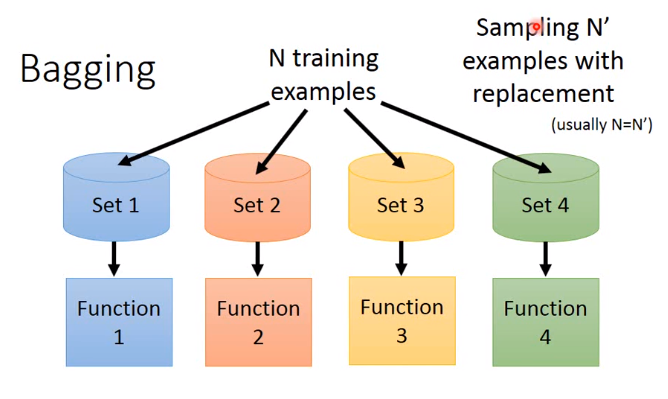 Bagging
N training
examples
Sampling N’
examples with
replacement
(usually N=N’)
Set 1
Set 2
Set 3
Set 4
Function
1
Function
2
Function
3
Function
4